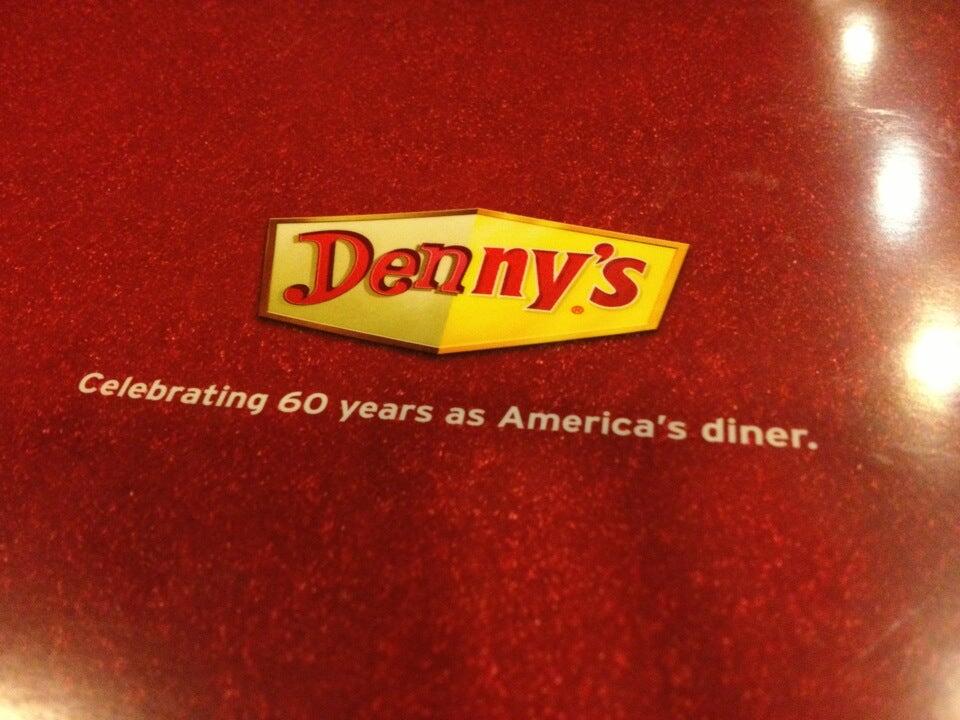 Denny's®
Celebrating 60 years as America's diner.